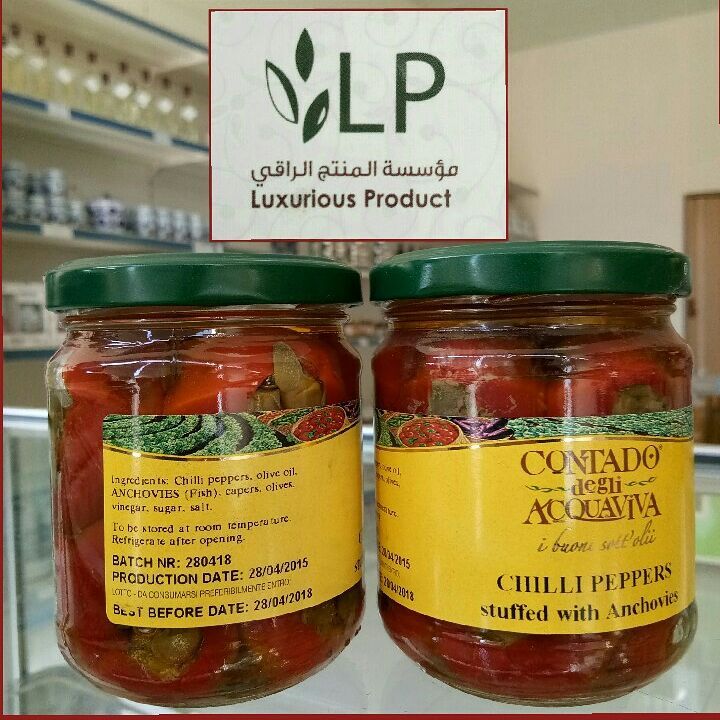 LP
مؤسسة المنتج الراقي
Luxurious Product
Ingredients: Chilli peppers, olive oil,
ANCHOVIES (Fish), capers, olives,
vinegar, sugar, salt.
To be stored at room temperature.
Refrigerate after opening.
BATCH NR: 280418
PRODUCTION DATE: 28/04/2015
LOTTO - DA CONSUMARSI PREFERIBILMENTE ENTRO:
BEST BEFORE DATE: 28/04/2018
CONTADO®
degli
ACQUAVIVA
i buoni sott'olii
CHILLI PEPPERS
stuffed with Anchovies